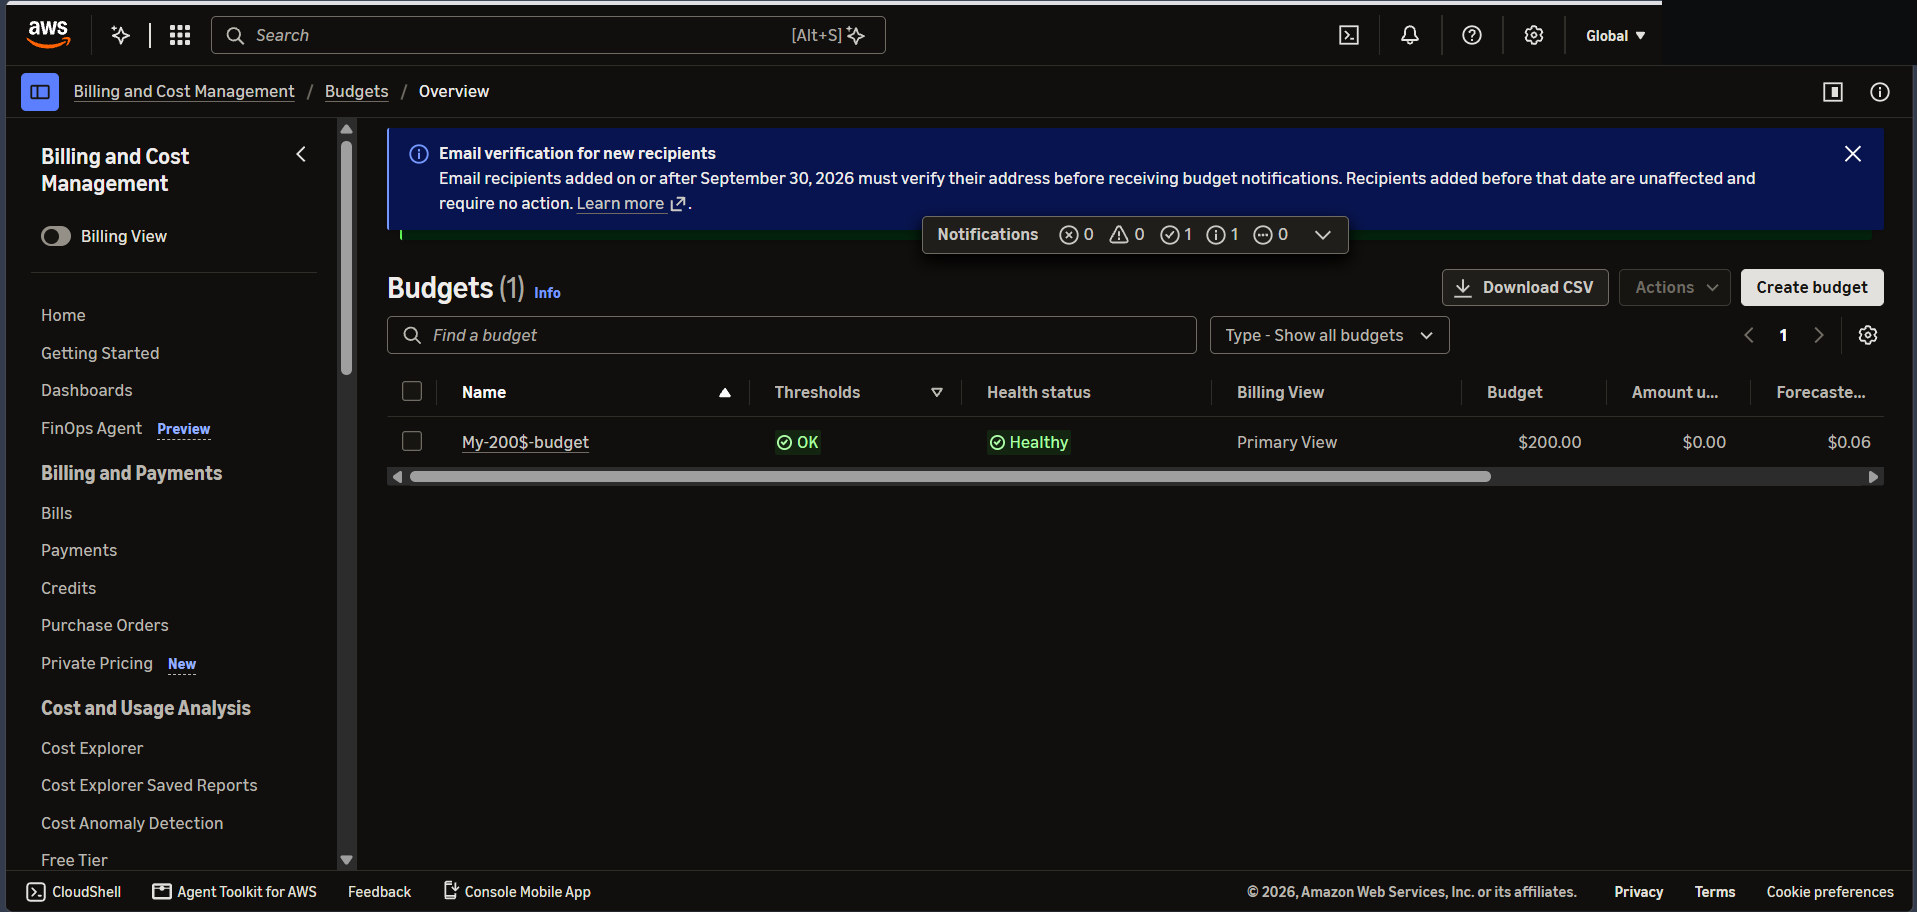 aws
Search [Alt+S]
Global
Billing and Cost Management / Budgets / Overview
Billing and Cost
Management
Billing View
Home
Getting Started
Dashboards
FinOps Agent Preview
Billing and Payments
Bills
Payments
Credits
Purchase Orders
Private Pricing New
Cost and Usage Analysis
Cost Explorer
Cost Explorer Saved Reports
Cost Anomaly Detection
Free Tier
Email verification for new recipients
Email recipients added on or after September 30, 2026 must verify their address before receiving budget notifications. Recipients added before that date are unaffected and
require no action. Learn more .
Notifications 0 0 1 1 0
Budgets (1) Info
Download CSV
Actions
Create budget
Find a budget
Type - Show all budgets
1
Name Thresholds Health status Billing View Budget Amount u... Forecaste...
My-200$-budget OK Healthy Primary View $200.00 $0.00 $0.06
CloudShell Agent Toolkit for AWS Feedback Console Mobile App © 2026, Amazon Web Services, Inc. or its affiliates. Privacy Terms Cookie preferences